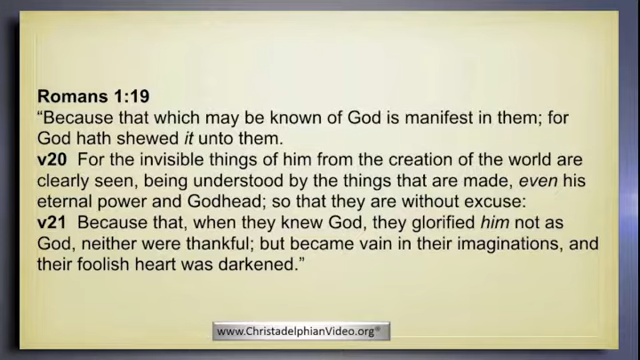 Romans 1:19
“Because that which may be known of God is manifest in them; for
God hath shewed it unto them.
v20 For the invisible things of him from the creation of the world are
clearly seen, being understood by the things that are made, even his
eternal power and Godhead; so that they are without excuse:
v21 Because that, when they knew God, they glorified him not as
God, neither were thankful; but became vain in their imaginations, and
their foolish heart was darkened.”
www.ChristadelphianVideo.org®